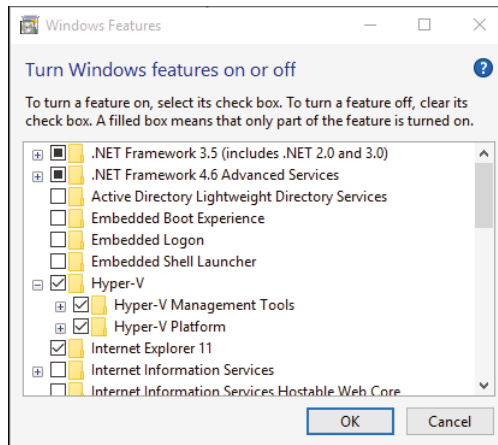 Windows Features
Turn Windows features on or off
To turn a feature on, select its check box. To turn a feature off, clear its
check box. A filled box means that only part of the feature is turned on.
.NET Framework 3.5 (includes .NET 2.0 and 3.0)
.NET Framework 4.6 Advanced Services
Active Directory Lightweight Directory Services
Embedded Boot Experience
Embedded Logon
Embedded Shell Launcher
Hyper-V
Hyper-V Management Tools
Hyper-V Platform
Internet Explorer 11
Internet Information Services
Internet Information Services Hostable Web Core
OK Cancel